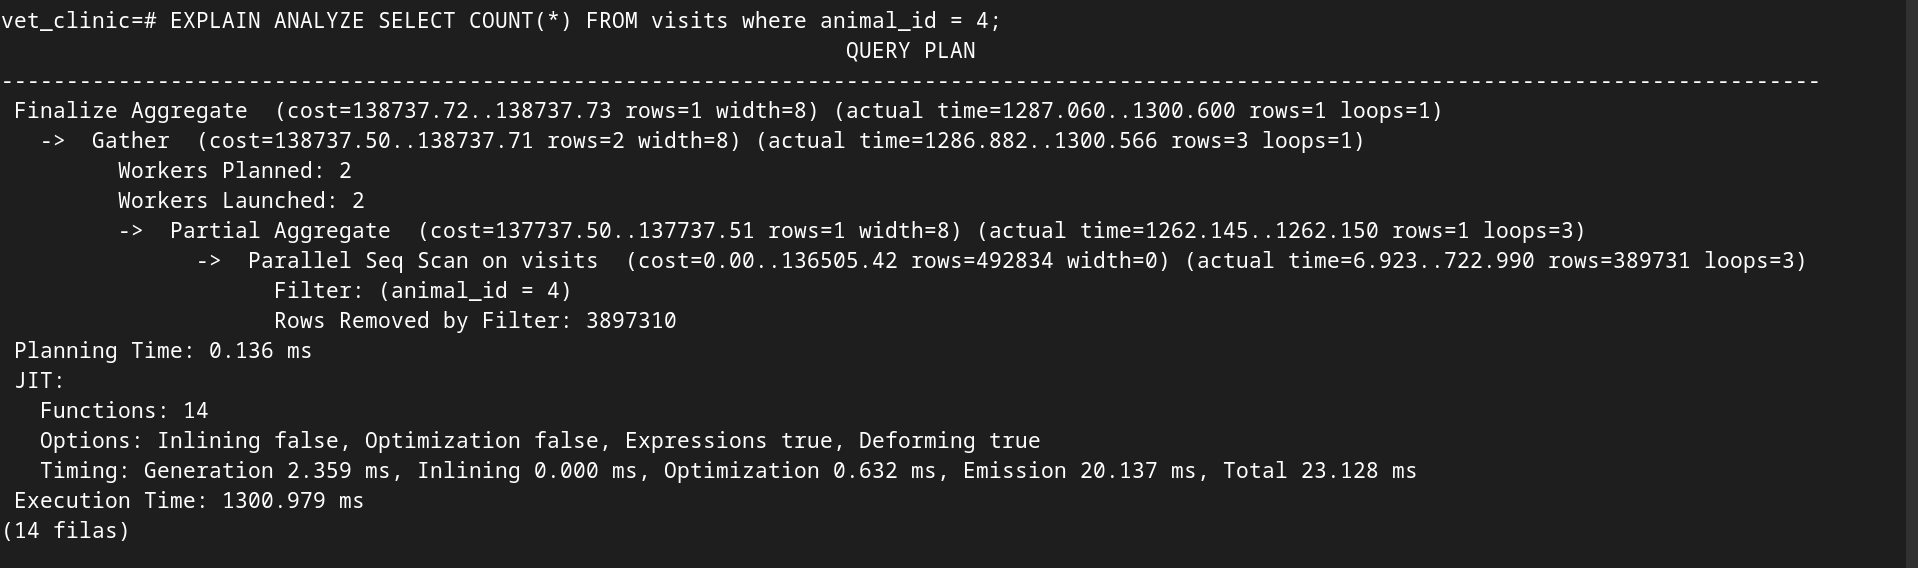 vet_clinic=# EXPLAIN ANALYZE SELECT COUNT(*) FROM visits where animal_id = 4;
QUERY PLAN
--------------------------------------------------------------------------------------------------------------------------------------------
Finalize Aggregate  (cost=138737.72..138737.73 rows=1 width=8) (actual time=1287.060..1300.600 rows=1 loops=1)
  ->  Gather  (cost=138737.50..138737.71 rows=2 width=8) (actual time=1286.882..1300.566 rows=3 loops=1)
        Workers Planned: 2
        Workers Launched: 2
        ->  Partial Aggregate  (cost=137737.50..137737.51 rows=1 width=8) (actual time=1262.145..1262.150 rows=1 loops=3)
              ->  Parallel Seq Scan on visits  (cost=0.00..136505.42 rows=492834 width=0) (actual time=6.923..722.990 rows=389731 loops=3)
                    Filter: (animal_id = 4)
                    Rows Removed by Filter: 3897310
Planning Time: 0.136 ms
JIT:
  Functions: 14
  Options: Inlining false, Optimization false, Expressions true, Deforming true
  Timing: Generation 2.359 ms, Inlining 0.000 ms, Optimization 0.632 ms, Emission 20.137 ms, Total 23.128 ms
Execution Time: 1300.979 ms
(14 filas)